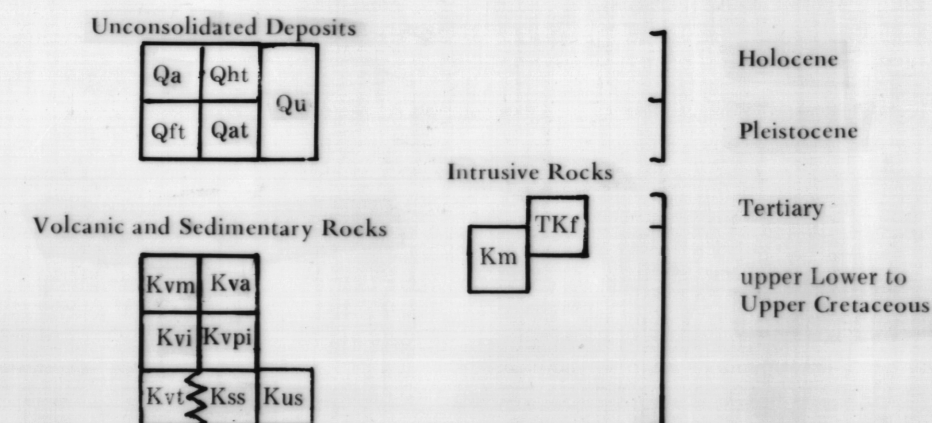 Unconsolidated Deposits
Qa Qht
Qu
Qft Qat
Holocene
Pleistocene
Intrusive Rocks
TKf
Km
Tertiary
upper Lower to
Upper Cretaceous
Volcanic and Sedimentary Rocks
Kvm Kva
Kvi Kvpi
Kvt Kss Kus